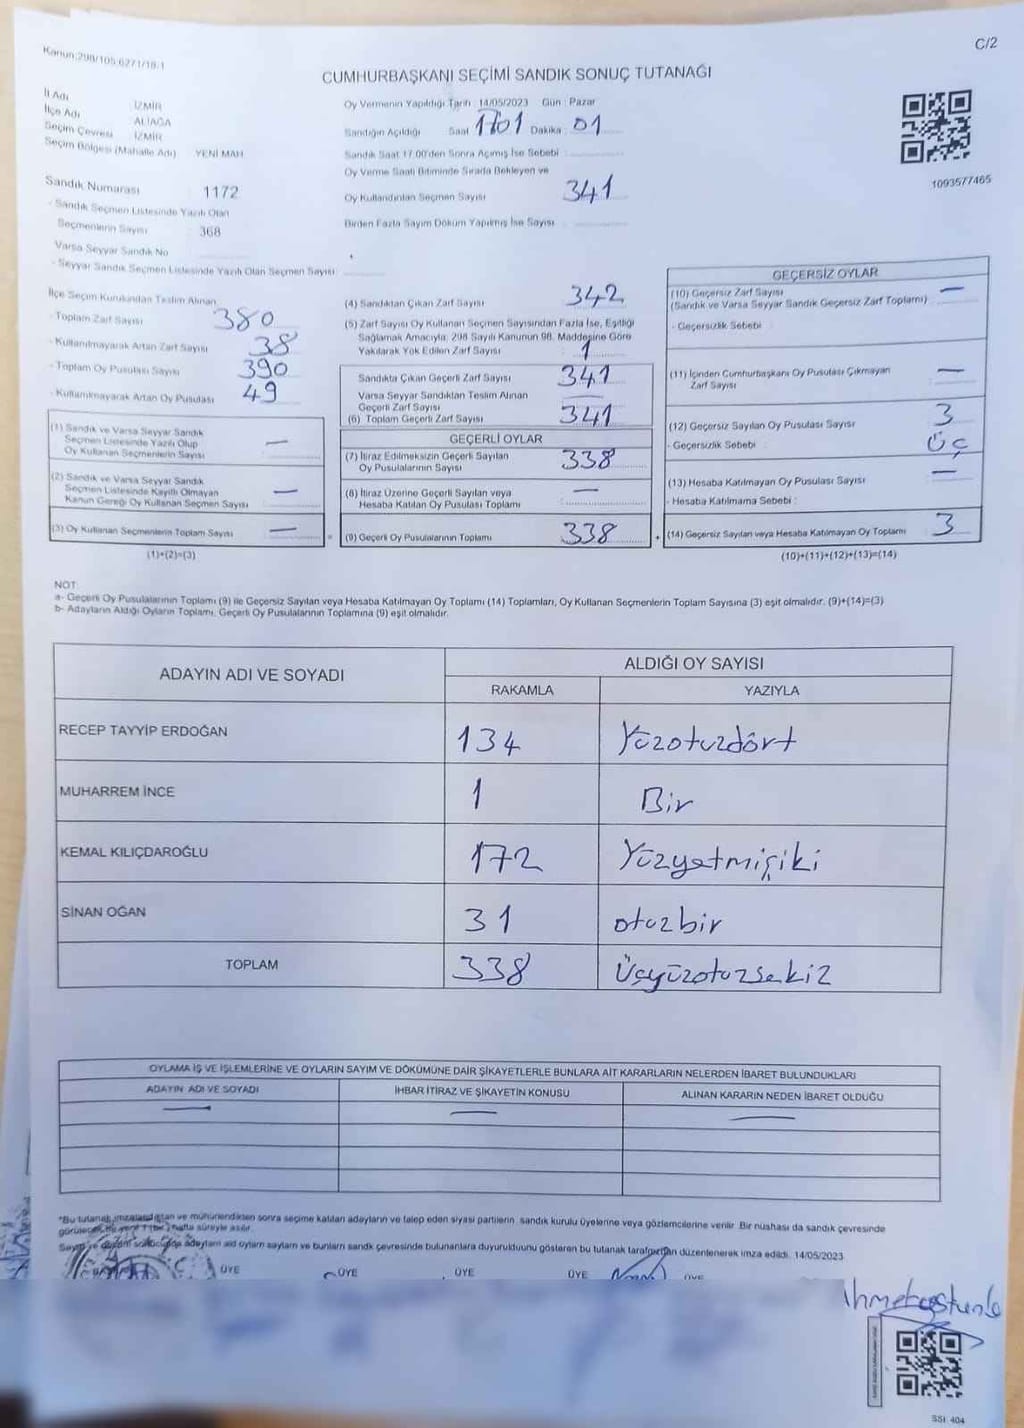 C/2
Kanun:298/105,6271/18.1
CUMHURBAŞKANI SEÇİMİ SANDIK SONUÇ TUTANAĞI
İl Adı İZMİR
İlçe Adı ALİAĞA
Seçim Çevresi İZMİR
Seçim Bölgesi (Mahalle Adı) YENİ MAH
Oy Vermenin Yapıldığı Tarih 14/05/2023 Gün Pazar
Sandığın Açıldığı Saat 1701 Dakika 01
Sandık Saat 17.00'den Sonra Açımış İse Sebebi
Oy Verme Saati Bitiminde Sırada Bekleyen ve
Oy Kullandırılan Seçmen Sayısı 341
Birden Fazla Sayım Döküm Yapılmış İse Sayısı
1093577465
Sandık Numarası 1172
- Sandık Seçmen Listesinde Yazılı Olan
Seçmenlerin Sayısı 368
Varsa Seyyar Sandık No
- Seyyar Sandık Seçmen Listesinde Yazılı Olan Seçmen Sayısı
İlçe Seçim Kurulundan Teslim Alınan
- Toplam Zarf Sayısı 380
- Kullanılmayarak Artan Zarf Sayısı 38
- Toplam Oy Pusulası Sayısı 390
- Kullanılmayarak Artan Oy Pusulası 49
(1) Sandık ve Varsa Seyyar Sandık
Seçmen Listesinde Yazılı Olup
Oy Kullanan Seçmenlerin Sayısı —
(2) Sandık ve Varsa Seyyar Sandık
Seçmen Listesinde Kayıtlı Olmayan
Kanun Gereği Oy Kullanan Seçmen Sayısı —
(3) Oy Kullanan Seçmenlerin Toplam Sayısı —
(1)+(2)=(3)
(4) Sandıktan Çıkan Zarf Sayısı 342
(5) Zarf Sayısı Oy Kullanan Seçmen Sayısından Fazla İse, Eşitliği
Sağlamak Amacıyla; 298 Sayılı Kanunun 98. Maddesine Göre
Yakılarak Yok Edilen Zarf Sayısı 1
Sandıkta Çıkan Geçerli Zarf Sayısı 341
Varsa Seyyar Sandıktan Teslim Alınan
Geçerli Zarf Sayısı —
(6) Toplam Geçerli Zarf Sayısı 341
GEÇERLİ OYLAR
(7) İtiraz Edilmeksizin Geçerli Sayılan
Oy Pusulalarının Sayısı 338
(8) İtiraz Üzerine Geçerli Sayılan veya
Hesaba Katılan Oy Pusulası Toplamı —
= (9) Geçerli Oy Pusulalarının Toplamı 338
GEÇERSİZ OYLAR
(10) Geçersiz Zarf Sayısı —
(Sandık ve Varsa Seyyar Sandık Geçersiz Zarf Toplamı)
- Geçersizlik Sebebi
(11) İçinden Cumhurbaşkanı Oy Pusulası Çıkmayan
Zarf Sayısı —
(12) Geçersiz Sayılan Oy Pusulası Sayısı 3
- Geçersizlik Sebebi : Üç
(13) Hesaba Katılmayan Oy Pusulası Sayısı —
- Hesaba Katılmama Sebebi :
+ (14) Geçersiz Sayılan veya Hesaba Katılmayan Oy Toplamı 3
(10)+(11)+(12)+(13)=(14)
NOT
a- Geçerli Oy Pusulalarının Toplamı (9) ile Geçersiz Sayılan veya Hesaba Katılmayan Oy Toplamı (14) Toplamları, Oy Kullanan Seçmenlerin Toplam Sayısına (3) eşit olmalıdır. (9)+(14)=(3)
b- Adayların Aldığı Oyların Toplamı, Geçerli Oy Pusulalarının Toplamına (9) eşit olmalıdır.
ADAYIN ADI VE SOYADI ALDIĞI OY SAYISI
RAKAMLA YAZIYLA
RECEP TAYYİP ERDOĞAN 134 Yüzotuzdört
MUHARREM İNCE 1 Bir
KEMAL KILIÇDAROĞLU 172 Yüzyetmişiki
SİNAN OĞAN 31 otuzbir
TOPLAM 338 Üçyüzotuzsekiz
OYLAMA İŞ VE İŞLEMLERİNE VE OYLARIN SAYIM VE DÖKÜMÜNE DAİR ŞİKAYETLERLE BUNLARA AİT KARARLARIN NELERDEN İBARET BULUNDUKLARI
ADAYIN ADI VE SOYADI İHBAR İTİRAZ VE ŞİKAYETİN KONUSU ALINAN KARARIN NEDEN İBARET OLDUĞU
— — —
*Bu tutanak imzalandıktan ve mühürlendikten sonra seçime katılan adayların ve talep eden siyasi partilerin sandık kurulu üyelerine veya gözlemcilerine verilir. Bir nüshası da sandık çevresinde
görülecek bir yere 1 (bir) hafta süreyle asılır.
düzenlenerek imza edildi. 14/05/2023
ÜYE ÜYE ÜYE ÜYE ÜYE
SSI: 404